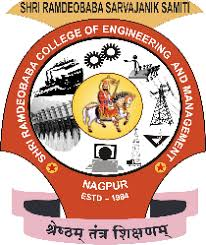 SHRI RAMDEOBABA SARVAJANIK SAMITI
SHRI RAMDEOBABA COLLEGE OF ENGINEERING AND MANAGEMENT
NAGPUR
ESTD - 1984
श्रेष्ठम् तंत्र शिक्षणम्